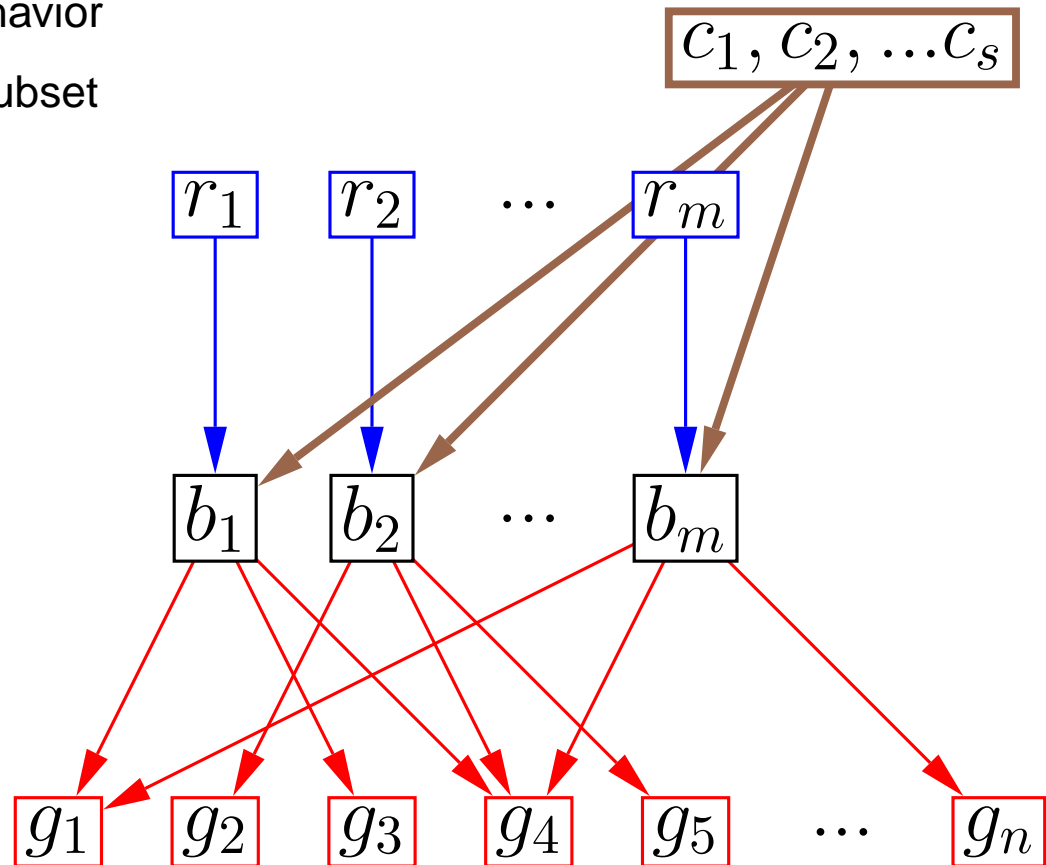 c₁, c₂, ...cₛ
r₁ r₂ ... rₘ
b₁ b₂ ... bₘ
g₁ g₂ g₃ g₄ g₅ ... gₙ